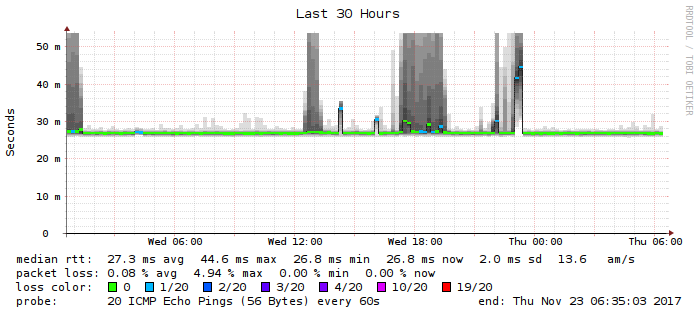 Last 30 Hours
RRDTOOL / TOBI OETIKER
Seconds
50 m
40 m
30 m
20 m
10 m
0
Wed 06:00 Wed 12:00 Wed 18:00 Thu 00:00 Thu 06:00
median rtt: 27.3 ms avg 44.6 ms max 26.8 ms min 26.8 ms now 2.0 ms sd 13.6 am/s
packet loss: 0.08 % avg 4.94 % max 0.00 % min 0.00 % now
loss color: 0 1/20 2/20 3/20 4/20 10/20 19/20
probe: 20 ICMP Echo Pings (56 Bytes) every 60s end: Thu Nov 23 06:35:03 2017